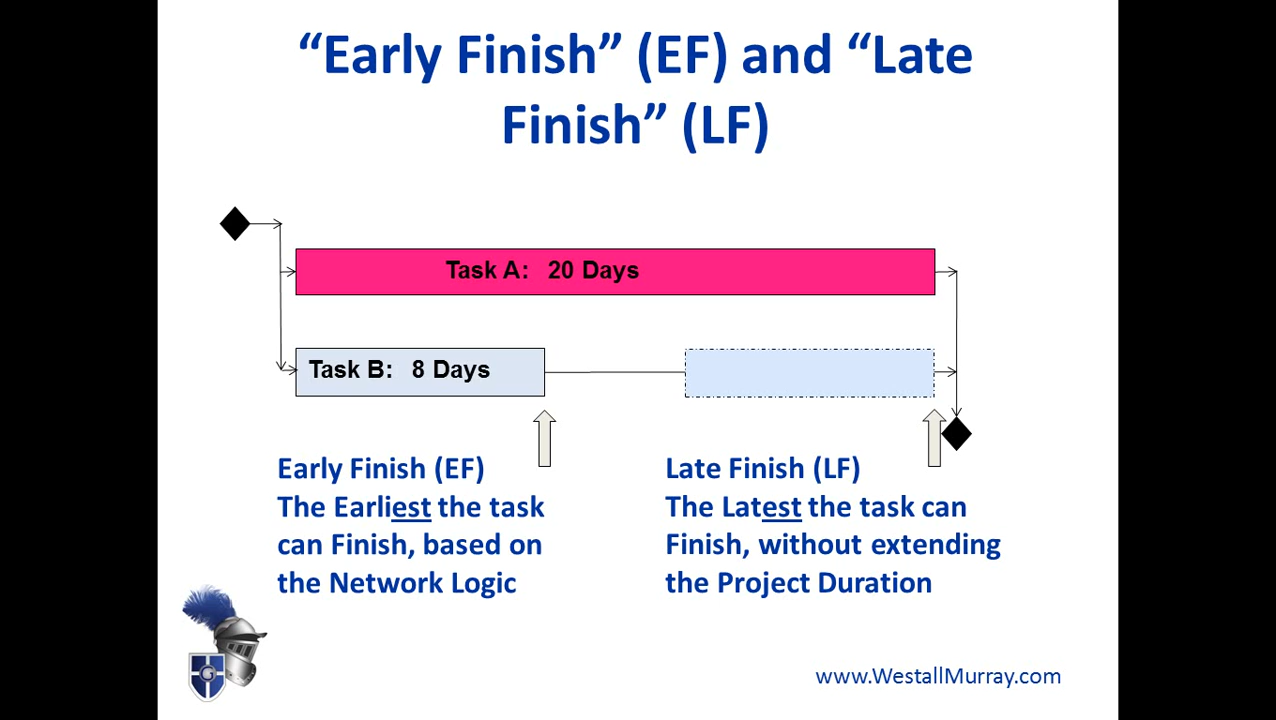 “Early Finish” (EF) and “Late
Finish” (LF)
Task A: 20 Days
Task B: 8 Days
Early Finish (EF)
The Earliest the task
can Finish, based on
the Network Logic
Late Finish (LF)
The Latest the task can
Finish, without extending
the Project Duration
G
www.WestallMurray.com